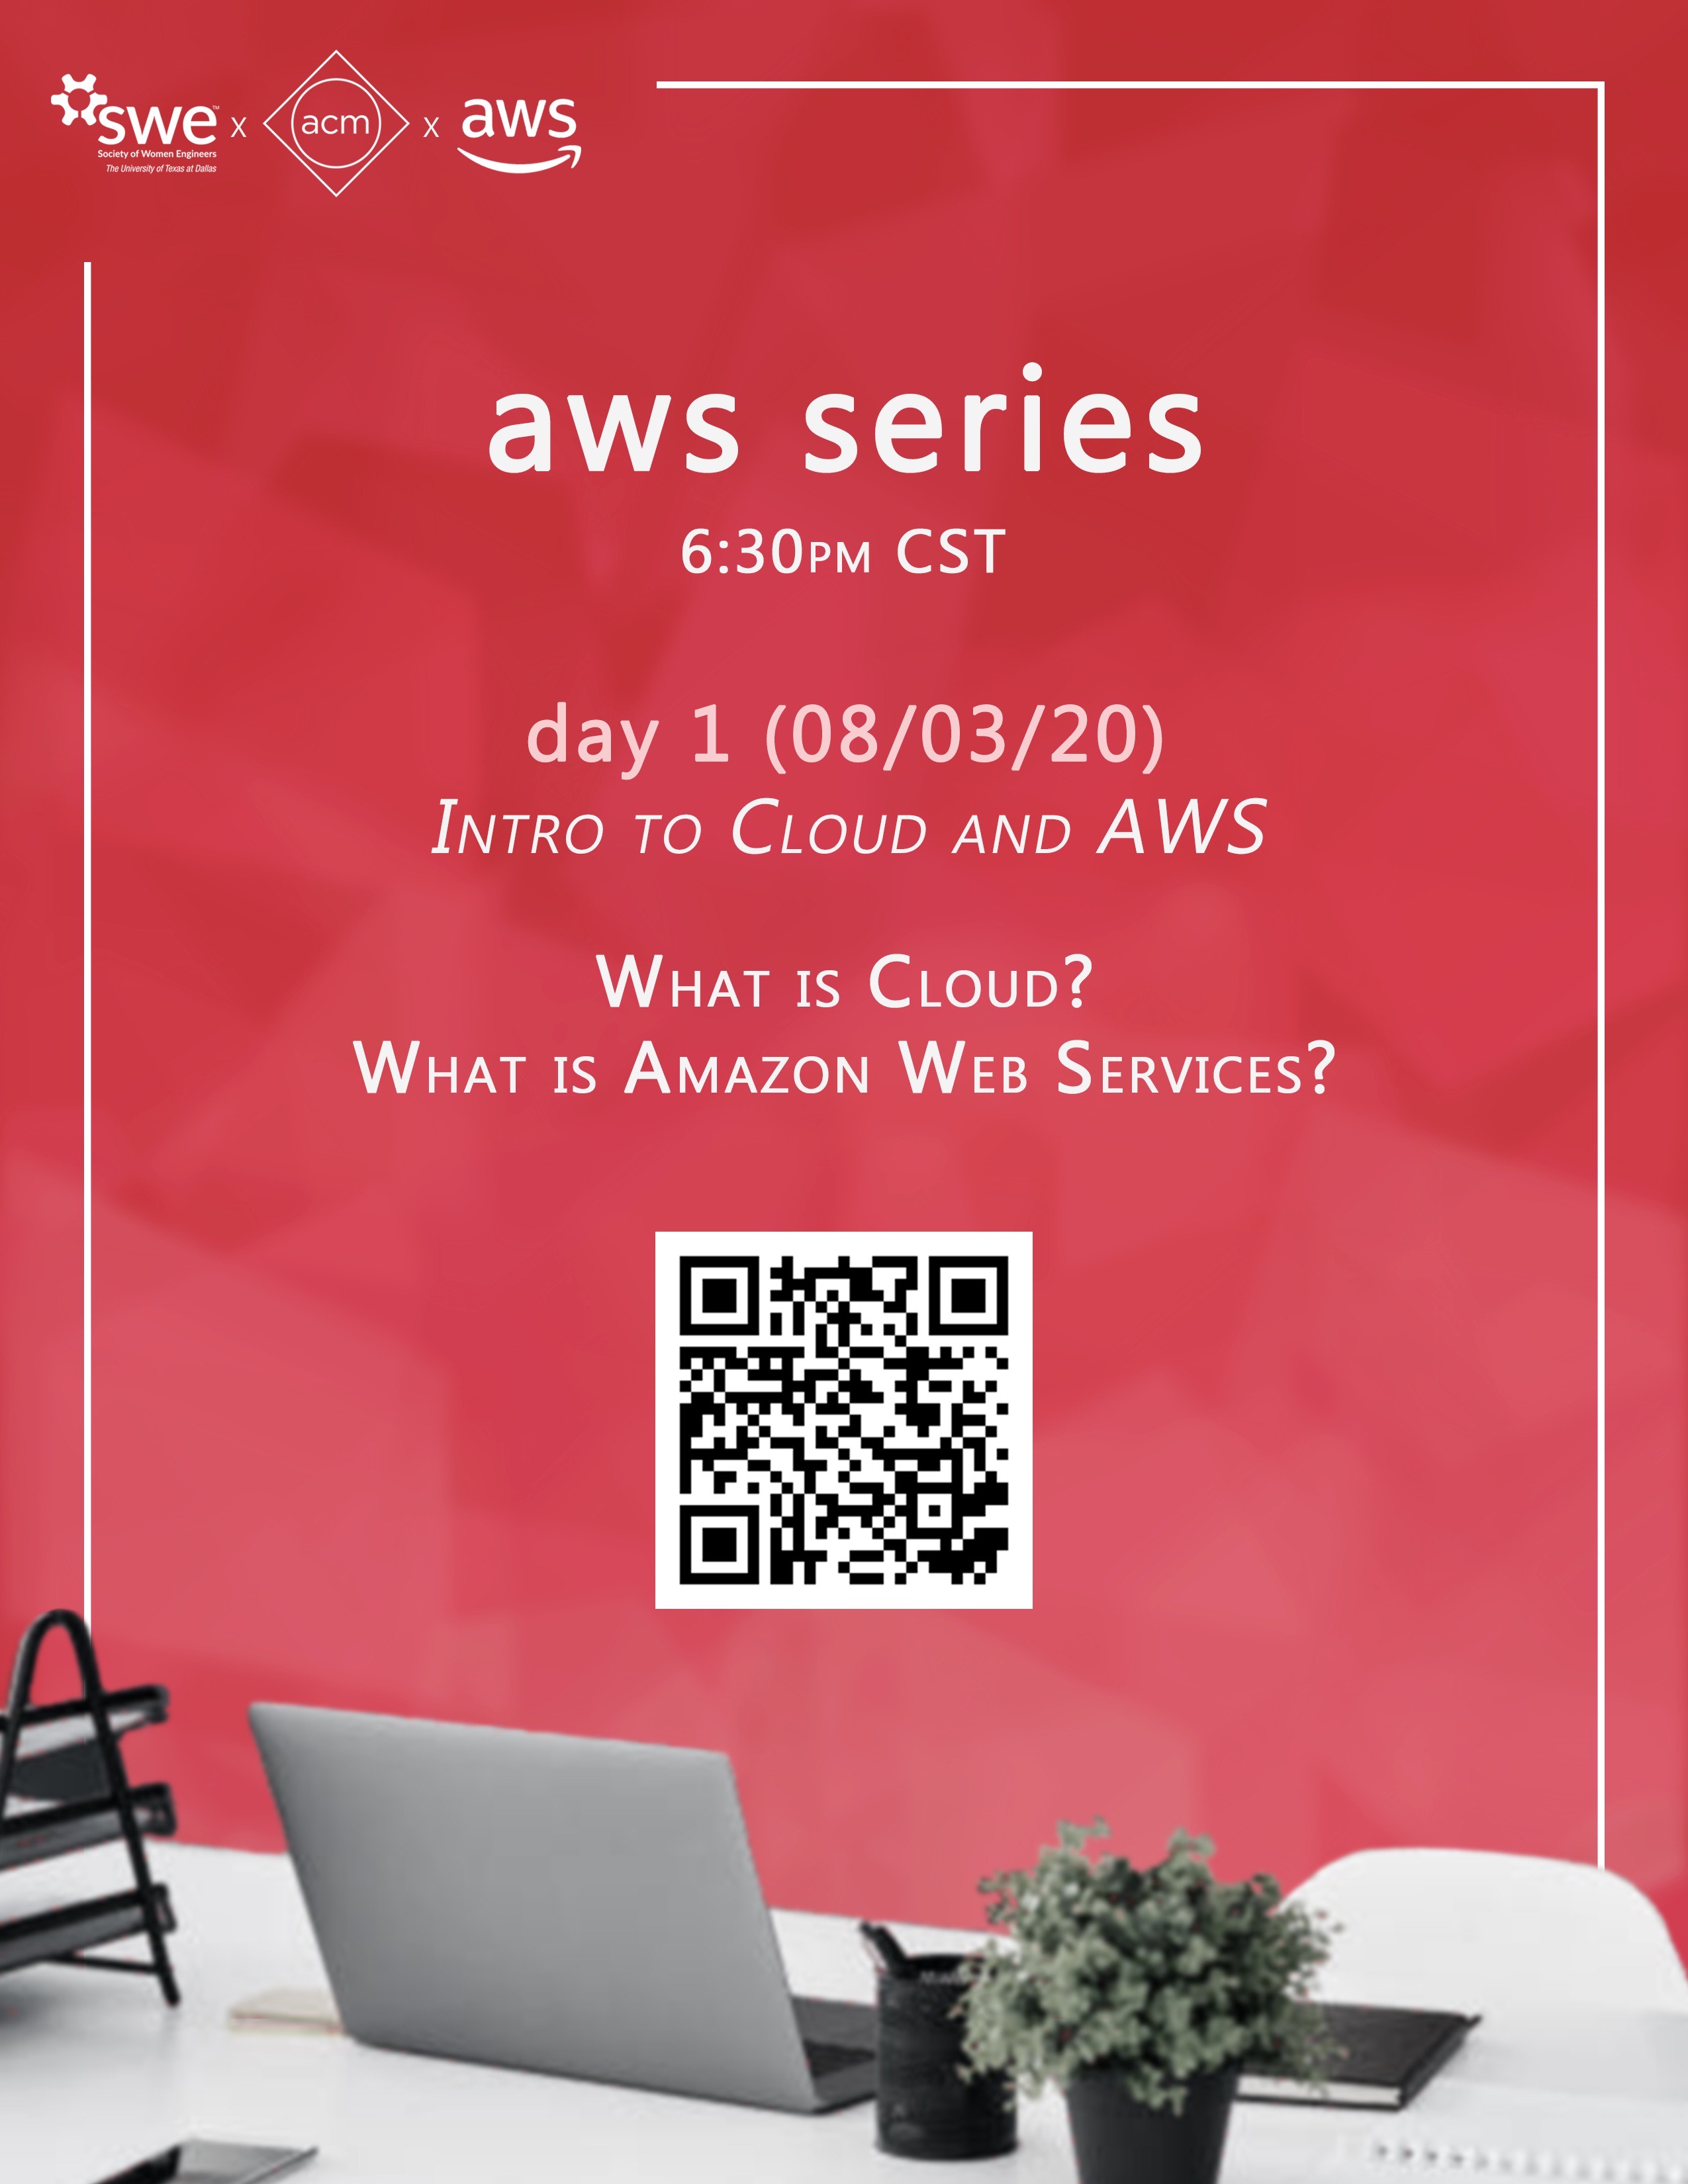 swe™ x acm x aws
Society of Women Engineers
The University of Texas at Dallas
aws series
6:30PM CST
day 1 (08/03/20)
INTRO TO CLOUD AND AWS
WHAT IS CLOUD?
WHAT IS AMAZON WEB SERVICES?